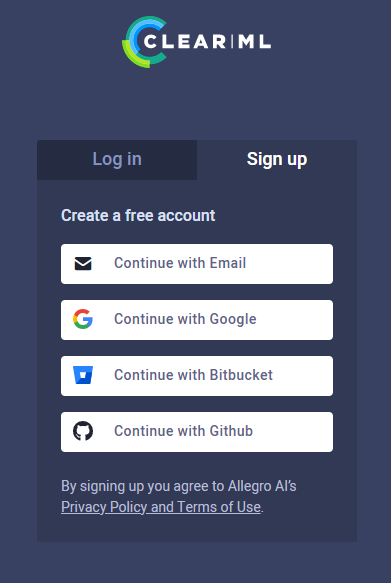 CLEAR|ML
Log in
Sign up
Create a free account
Continue with Email
Continue with Google
Continue with Bitbucket
Continue with Github
By signing up you agree to Allegro AI's
Privacy Policy and Terms of Use.